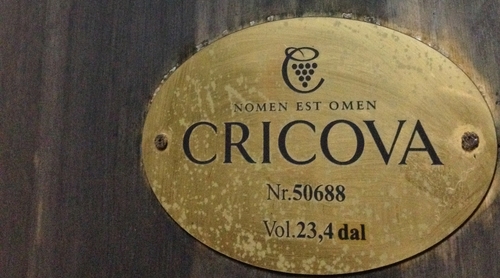 NOMEN EST OMEN
CRICOVA
Nr.50688
Vol.23,4 dal